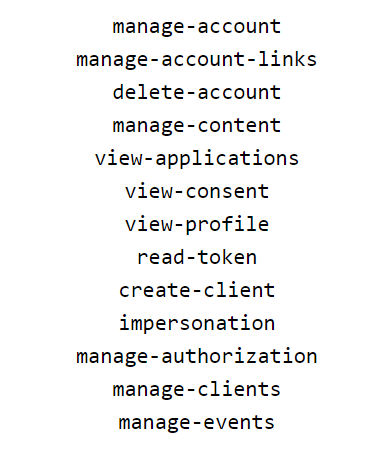 manage-account
manage-account-links
delete-account
manage-content
view-applications
view-consent
view-profile
read-token
create-client
impersonation
manage-authorization
manage-clients
manage-events